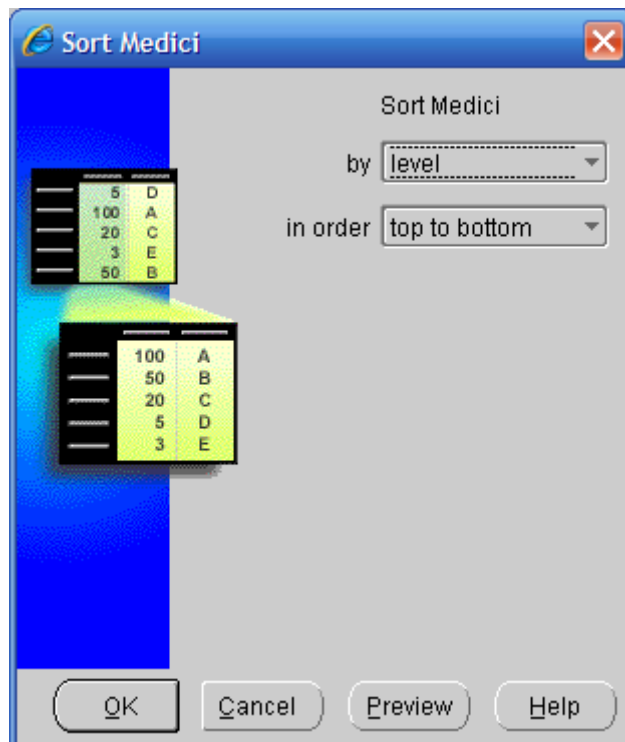 Sort Medici
Sort Medici
by level
in order top to bottom
5 D
100 A
20 C
3 E
50 B
100 A
50 B
20 C
5 D
3 E
OK Cancel Preview Help